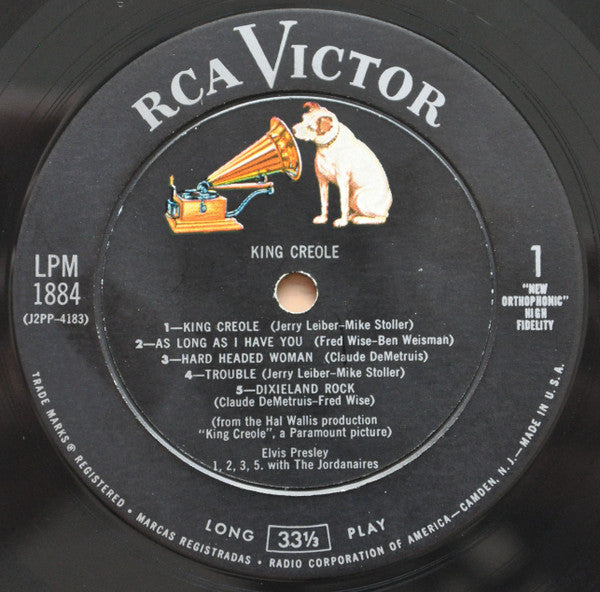 RCA VICTOR
KING CREOLE
LPM
1884
(J2PP-4183)
1
"NEW
ORTHOPHONIC"
HIGH
FIDELITY
1—KING CREOLE (Jerry Leiber-Mike Stoller)
2—AS LONG AS I HAVE YOU (Fred Wise-Ben Weisman)
3—HARD HEADED WOMAN (Claude DeMetruis)
4—TROUBLE (Jerry Leiber-Mike Stoller)
5—DIXIELAND ROCK
(Claude DeMetruis-Fred Wise)
(from the Hal Wallis production
"King Creole", a Paramount picture)
Elvis Presley
1, 2, 3, 5. with The Jordanaires
LONG 33⅓ PLAY
TRADE MARKS ® REGISTERED • MARCAS REGISTRADAS • RADIO CORPORATION OF AMERICA—CAMDEN, N. J.—MADE IN U.S.A.